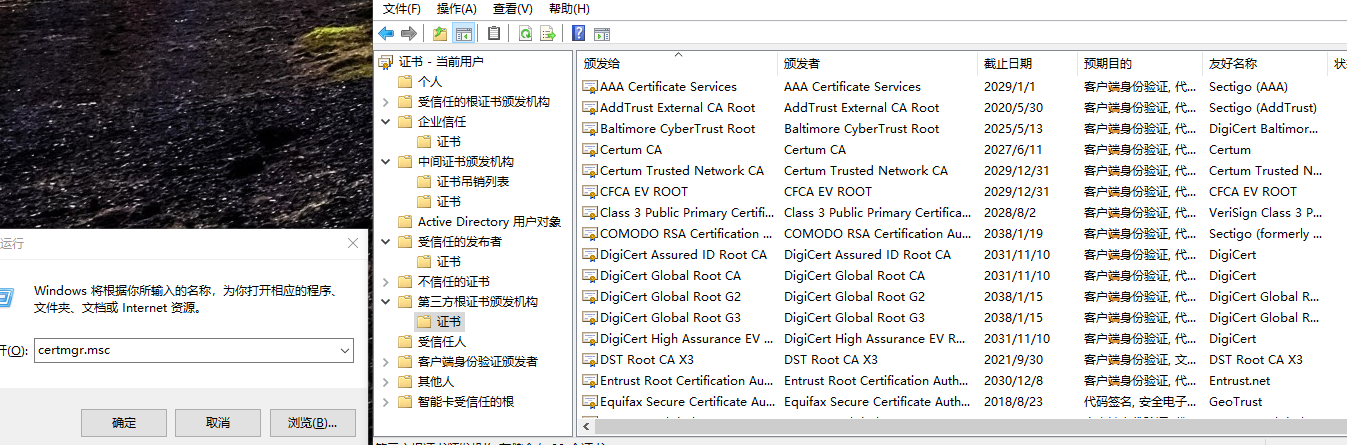 文件(F) 操作(A) 查看(V) 帮助(H)
证书 - 当前用户
个人
受信任的根证书颁发机构
企业信任
证书
中间证书颁发机构
证书吊销列表
证书
Active Directory 用户对象
受信任的发布者
证书
不信任的证书
第三方根证书颁发机构
证书
受信任人
客户端身份验证颁发者
其他人
智能卡受信任的根
颁发给 颁发者 截止日期 预期目的 友好名称
AAA Certificate Services AAA Certificate Services 2029/1/1 客户端身份验证, 代... Sectigo (AAA)
AddTrust External CA Root AddTrust External CA Root 2020/5/30 客户端身份验证, 代... Sectigo (AddTrust)
Baltimore CyberTrust Root Baltimore CyberTrust Root 2025/5/13 客户端身份验证, 代... DigiCert Baltimor...
Certum CA Certum CA 2027/6/11 客户端身份验证, 代... Certum
Certum Trusted Network CA Certum Trusted Network CA 2029/12/31 客户端身份验证, 代... Certum Trusted N...
CFCA EV ROOT CFCA EV ROOT 2029/12/31 客户端身份验证, 代... CFCA EV ROOT
Class 3 Public Primary Certifi... Class 3 Public Primary Certifica... 2028/8/2 客户端身份验证, 代... VeriSign Class 3 P...
COMODO RSA Certification ... COMODO RSA Certification Au... 2038/1/19 客户端身份验证, 代... Sectigo (formerly ...
DigiCert Assured ID Root CA DigiCert Assured ID Root CA 2031/11/10 客户端身份验证, 代... DigiCert
DigiCert Global Root CA DigiCert Global Root CA 2031/11/10 客户端身份验证, 代... DigiCert
DigiCert Global Root G2 DigiCert Global Root G2 2038/1/15 客户端身份验证, 代... DigiCert Global R...
DigiCert Global Root G3 DigiCert Global Root G3 2038/1/15 客户端身份验证, 代... DigiCert Global R...
DigiCert High Assurance EV ... DigiCert High Assurance EV R... 2031/11/10 客户端身份验证, 代... DigiCert
DST Root CA X3 DST Root CA X3 2021/9/30 客户端身份验证, 文... DST Root CA X3
Entrust Root Certification Au... Entrust Root Certification Auth... 2030/12/8 客户端身份验证, 代... Entrust.net
Equifax Secure Certificate Au... Equifax Secure Certificate Auth... 2018/8/23 代码签名, 安全电子... GeoTrust
运行
Windows 将根据你所输入的名称，为你打开相应的程序、
文件夹、文档或 Internet 资源。
(O): certmgr.msc
确定 取消 浏览(B)...